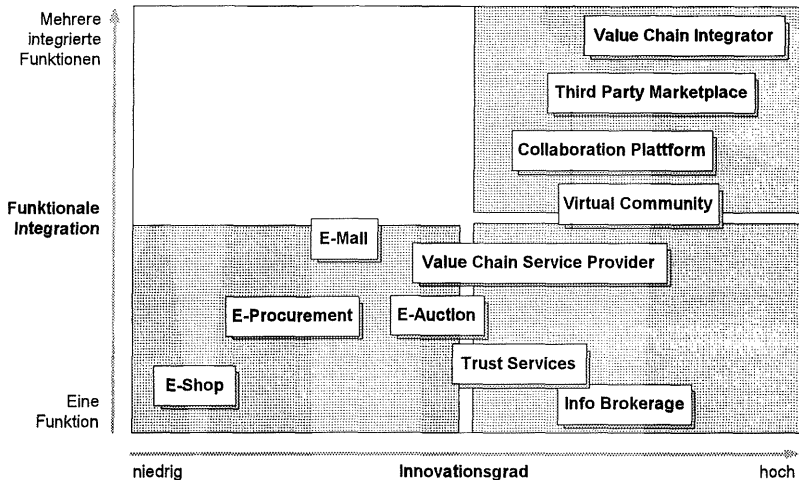 Mehrere
integrierte
Funktionen
Value Chain Integrator
Third Party Marketplace
Collaboration Plattform
Funktionale
Integration
Virtual Community
E-Mall
Value Chain Service Provider
E-Procurement
E-Auction
Trust Services
E-Shop
Eine
Funktion
Info Brokerage
niedrig
Innovationsgrad
hoch